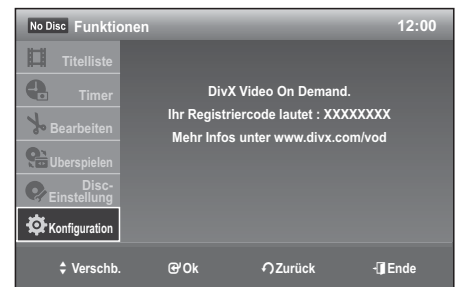 No Disc Funktionen 12:00
Titelliste
Timer
Bearbeiten
Uberspielen
Disc-
Einstellung
Konfiguration
DivX Video On Demand.
Ihr Registriercode lautet : XXXXXXXX
Mehr Infos unter www.divx.com/vod
Verschb. Ok Zurück Ende